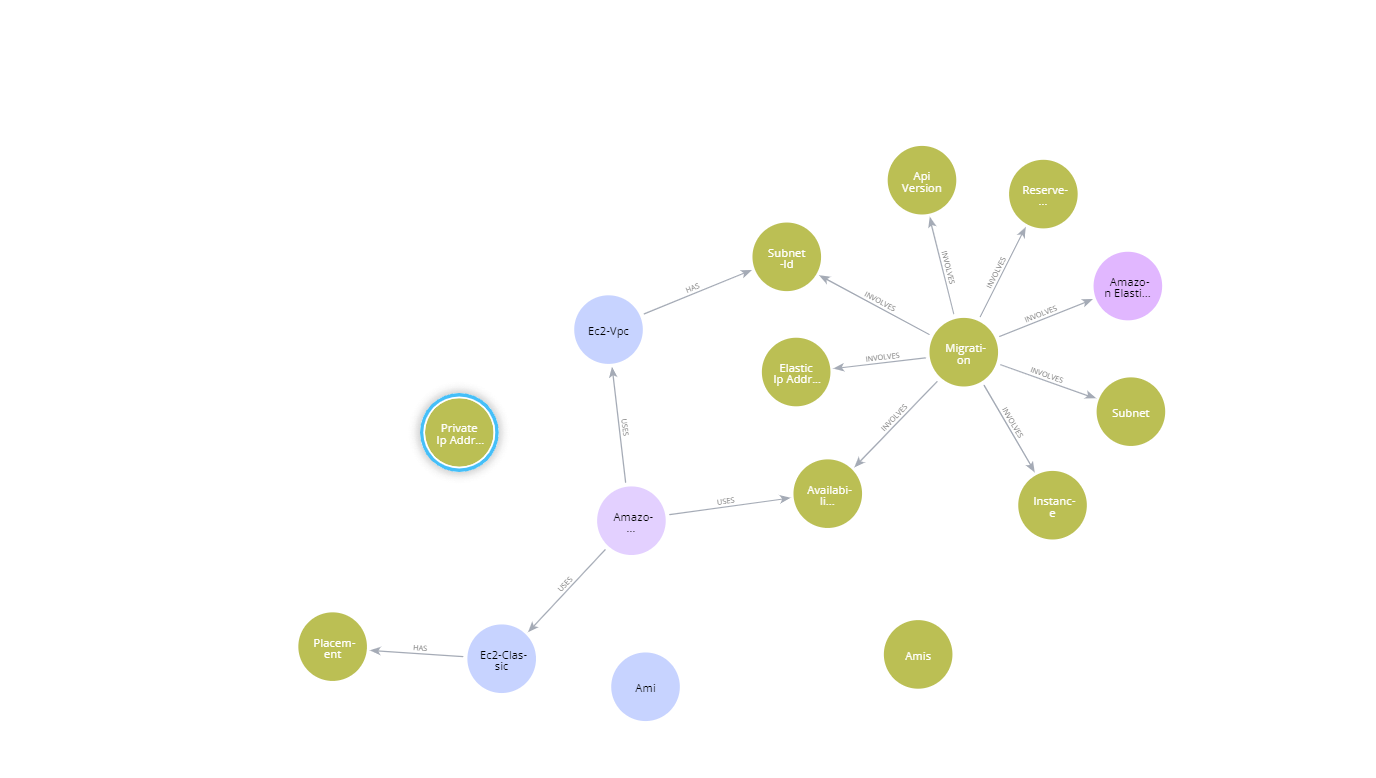 Api
Version
Reserve-
...
Subnet
-Id
INVOLVES
INVOLVES
Amazo-
n Elasti...
HAS
INVOLVES
INVOLVES
Ec2-Vpc
Migrati-
on
INVOLVES
Elastic
Ip Addr...
INVOLVES
Subnet
INVOLVES
INVOLVES
USES
Private
Ip Addr...
Availabi-
li...
USES
Instanc-
e
Amazo-
...
USES
Placem-
ent
HAS
Ec2-Clas-
sic
Ami
Amis